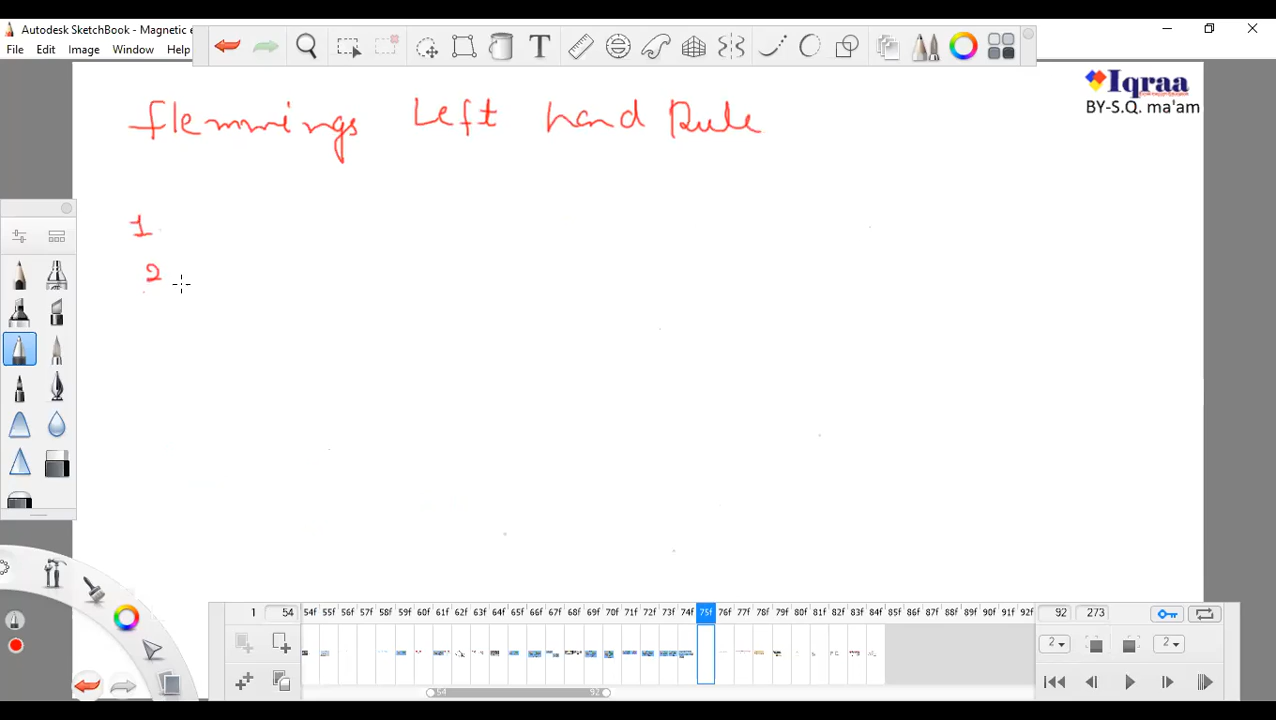 Autodesk SketchBook - Magnetic e
File Edit Image Window Help
T
Iqraa
BY-S.Q. ma'am
flemmings Left hand Rule
1
2
1 54 54f 55f 56f 57f 58f 59f 60f 61f 62f 63f 64f 65f 66f 67f 68f 69f 70f 71f 72f 73f 74f 75f 76f 77f 78f 79f 80f 81f 82f 83f 84f 85f 86f 87f 88f 89f 90f 91f 92f 92 273
2 2
54 92